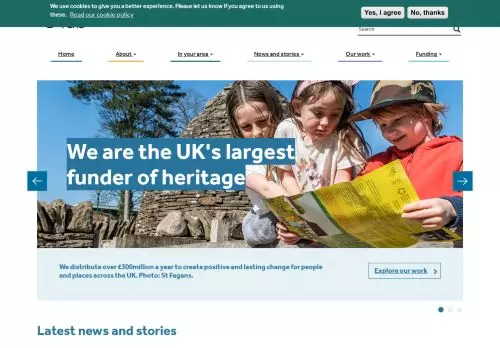 We use cookies to give you a better experience. Please let us know if you agree to us using
these. Read our cookie policy
Yes, I agree No, thanks
Search
Home About In your area News and stories Our work Funding
We are the UK's largest
funder of heritage
We distribute over £300million a year to create positive and lasting change for people
and places across the UK. Photo: St Fagans.
Explore our work
Latest news and stories